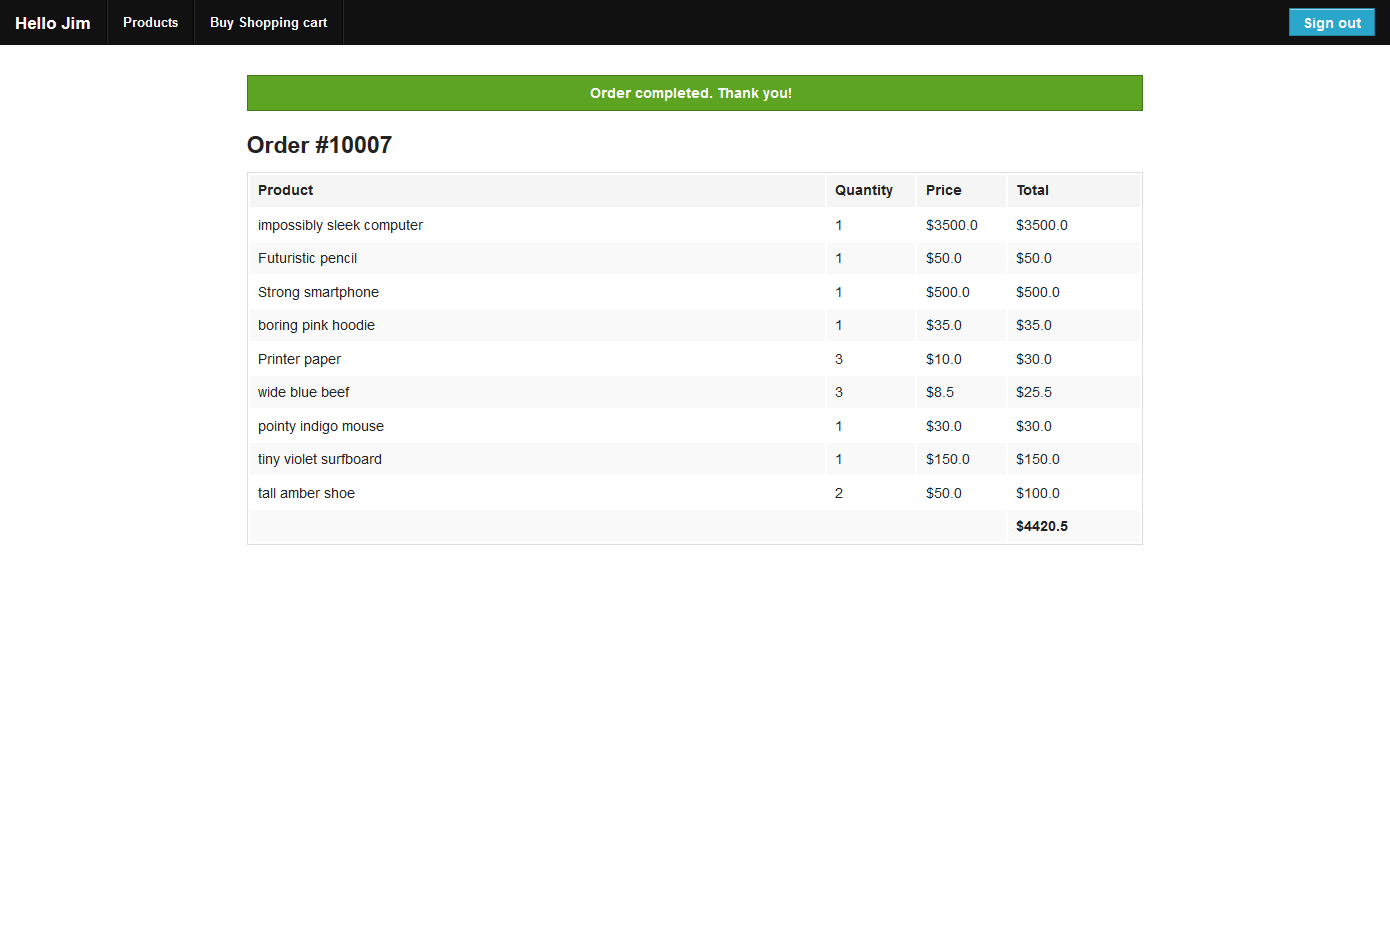 Hello Jim Products Buy Shopping cart Sign out
Order completed. Thank you!
Order #10007
Product Quantity Price Total
impossibly sleek computer 1 $3500.0 $3500.0
Futuristic pencil 1 $50.0 $50.0
Strong smartphone 1 $500.0 $500.0
boring pink hoodie 1 $35.0 $35.0
Printer paper 3 $10.0 $30.0
wide blue beef 3 $8.5 $25.5
pointy indigo mouse 1 $30.0 $30.0
tiny violet surfboard 1 $150.0 $150.0
tall amber shoe 2 $50.0 $100.0
$4420.5